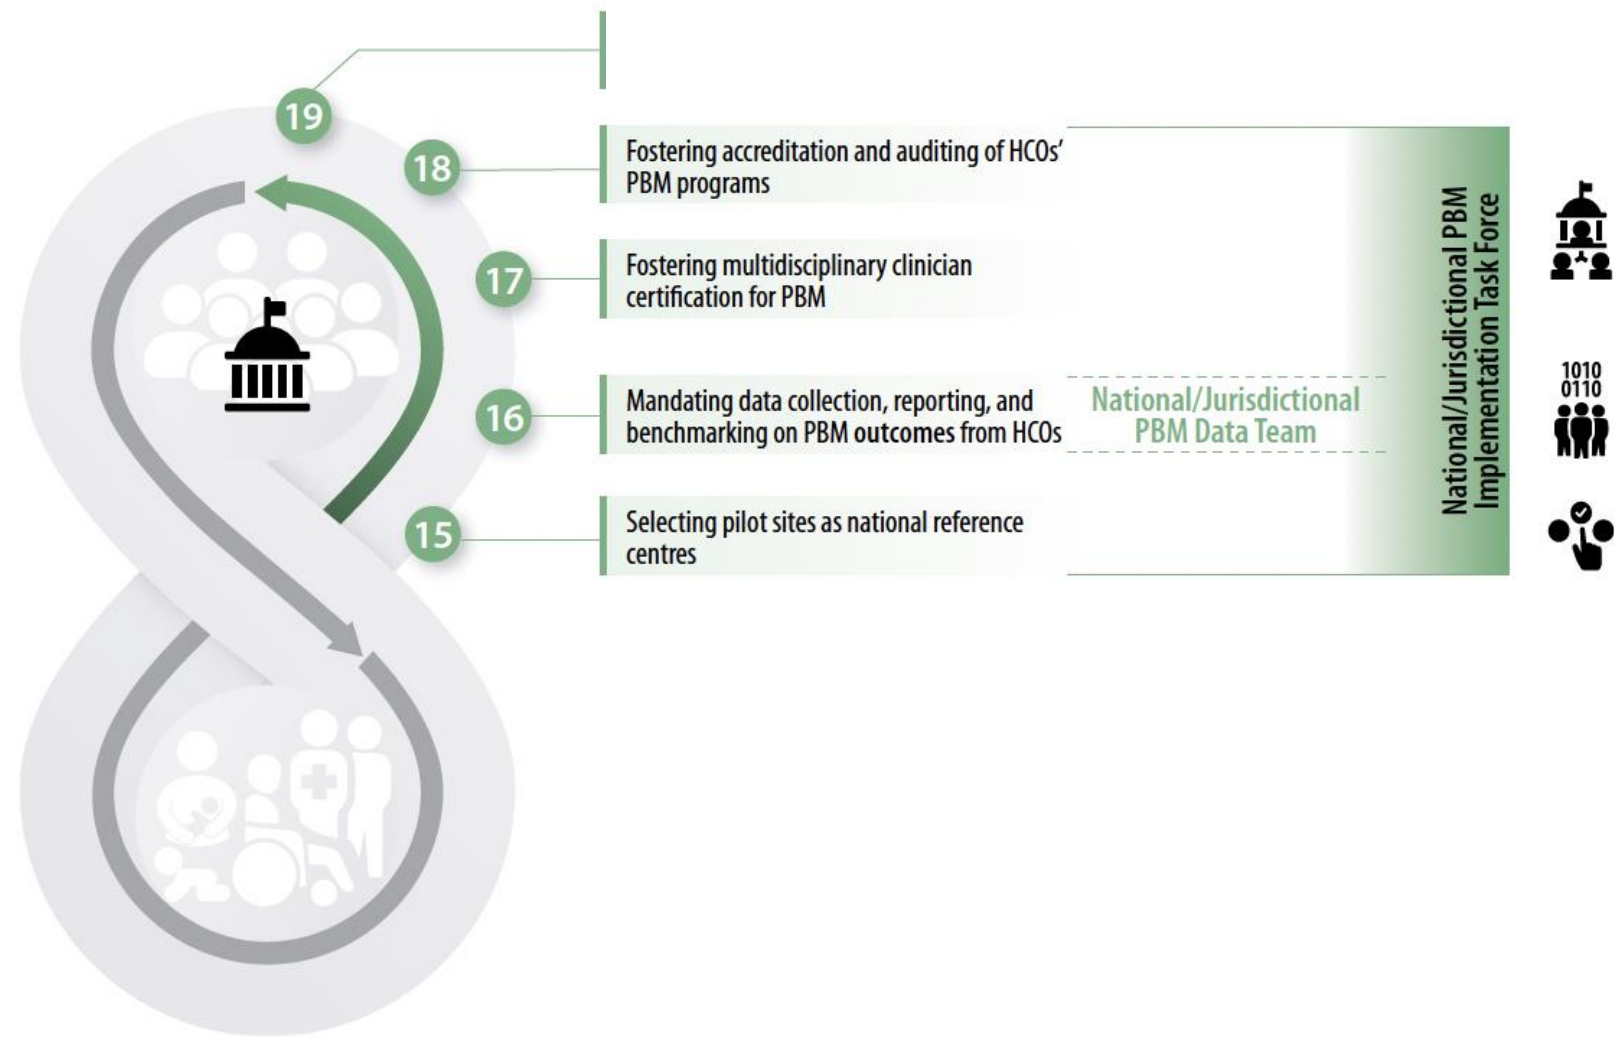 19
18
Fostering accreditation and auditing of HCOs’
PBM programs
17
Fostering multidisciplinary clinician
certification for PBM
16
Mandating data collection, reporting, and
benchmarking on PBM outcomes from HCOs
National/Jurisdictional
PBM Data Team
15
Selecting pilot sites as national reference
centres
National/Jurisdictional PBM
Implementation Task Force
1010
0110